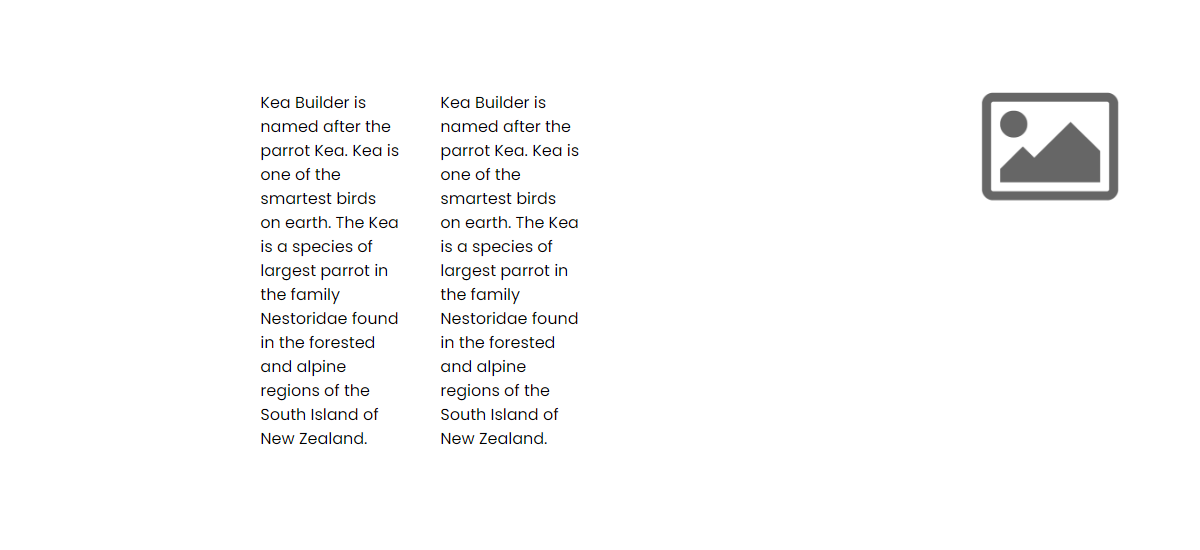 Kea Builder is
named after the
parrot Kea. Kea is
one of the
smartest birds
on earth. The Kea
is a species of
largest parrot in
the family
Nestoridae found
in the forested
and alpine
regions of the
South Island of
New Zealand.
Kea Builder is
named after the
parrot Kea. Kea is
one of the
smartest birds
on earth. The Kea
is a species of
largest parrot in
the family
Nestoridae found
in the forested
and alpine
regions of the
South Island of
New Zealand.